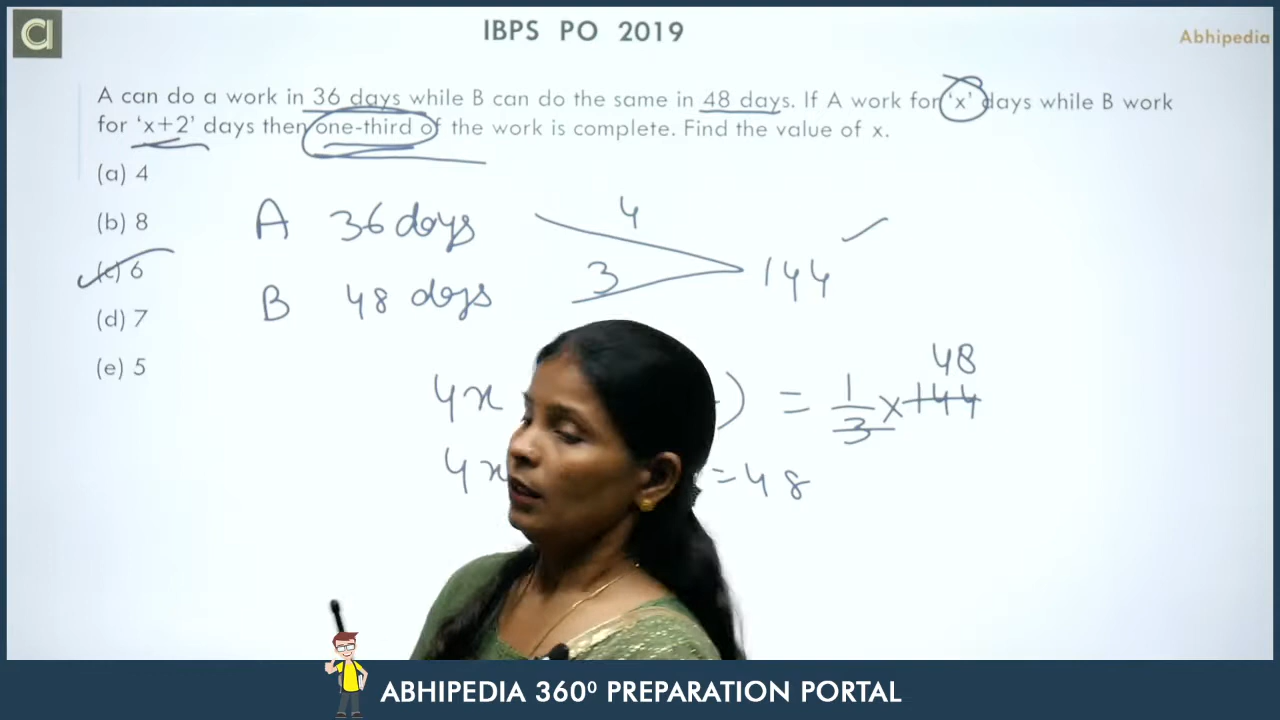 IBPS PO 2019
Abhipedia
A can do a work in 36 days while B can do the same in 48 days. If A work for 'x' days while B work
for 'x+2' days then one-third of the work is complete. Find the value of x.
(a) 4
(b) 8
(c) 6
(d) 7
(e) 5
A 36 days 4
3 144
B 48 days
4x ) = 1/3 x 144 48
4x = 48
ABHIPEDIA 360⁰ PREPARATION PORTAL